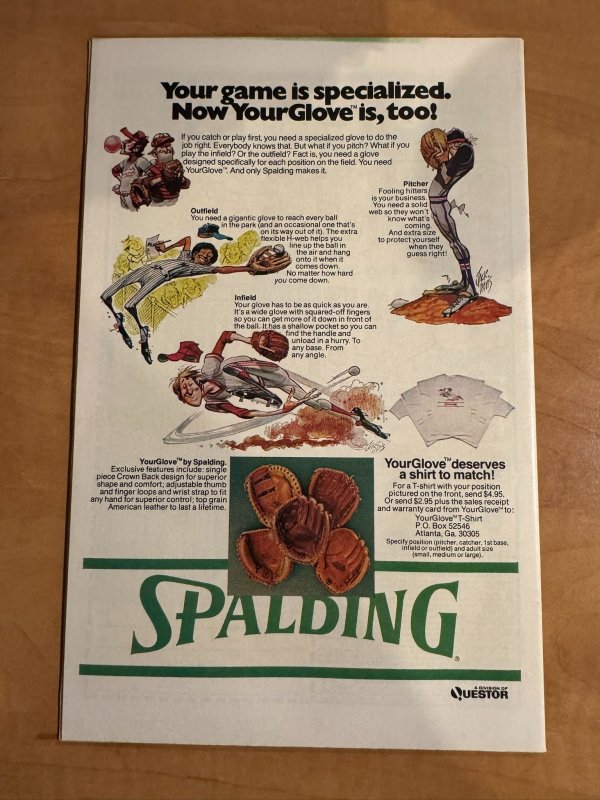 Your game is specialized.
Now YourGlove™ is, too!
If you catch or play first, you need a specialized glove to do the
job right. Everybody knows that. But what if you pitch? What if you
play the infield? Or the outfield? Fact is, you need a glove
designed specifically for each position on the field. You need
YourGlove™. And only Spalding makes it.
Pitcher
Fooling hitters
is your business.
You need a solid
web so they won't
know what's
coming.
And extra size
to protect yourself
when they
guess right!
Outfield
You need a gigantic glove to reach every ball
in the park (and an occasional one that's
on its way out of it). The extra
flexible H-web helps you
line up the ball in
the air and hang
onto it when it
comes down.
No matter how hard
you come down.
Infield
Your glove has to be as quick as you are.
It's a wide glove with squared-off fingers
so you can get more of it down in front of
the ball. It has a shallow pocket so you can
find the handle and
unload in a hurry. To
any base. From
any angle.
YourGlove™ by Spalding.
Exclusive features include: single
piece Crown Back design for superior
shape and comfort; adjustable thumb
and finger loops and wrist strap to fit
any hand for superior control; top grain
American leather to last a lifetime.
YourGlove™ deserves
a shirt to match!
For a T-shirt with your position
pictured on the front, send $4.95.
Or send $2.95 plus the sales receipt
and warranty card from YourGlove™ to:
YourGlove™ T-Shirt
P.O. Box 52546
Atlanta, Ga. 30305
Specify position (pitcher, catcher, 1st base,
infield or outfield) and adult size
(small, medium or large).
SPALDING®
A DIVISION OF
QUESTOR